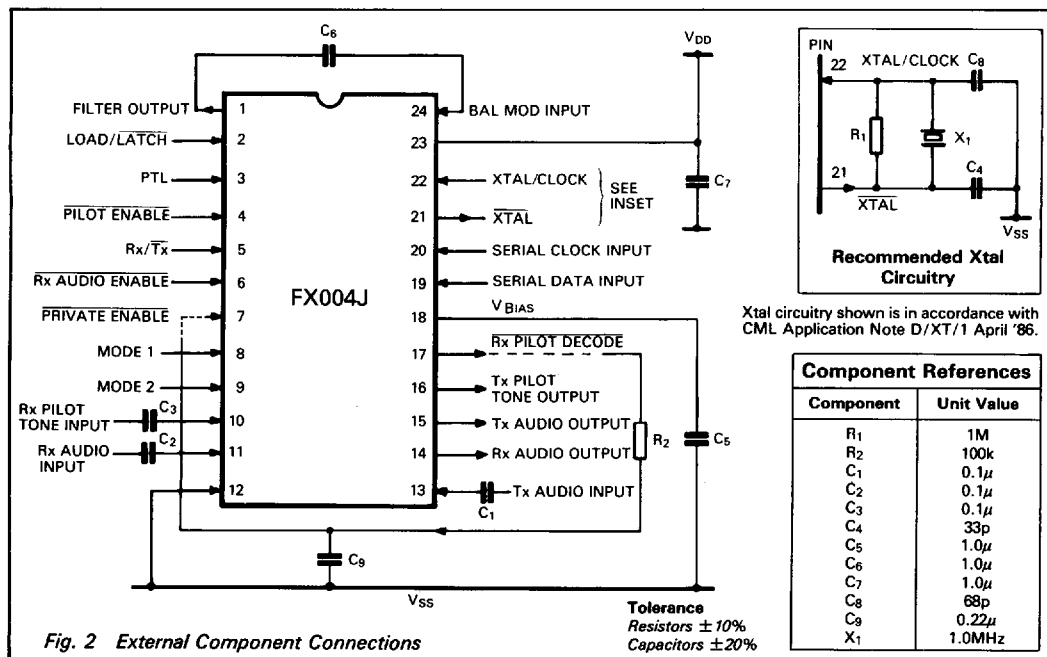 C6
VDD
FILTER OUTPUT 1
24 BAL MOD INPUT
LOAD/LATCH 2
23
PTL 3
22 XTAL/CLOCK
SEE
INSET
C7
PILOT ENABLE 4
21 XTAL
Rx/Tx 5
20 SERIAL CLOCK INPUT
Rx AUDIO ENABLE 6
19 SERIAL DATA INPUT
FX004J
PRIVATE ENABLE 7
18 VBIAS
MODE 1 8
17 Rx PILOT DECODE
MODE 2 9
16 Tx PILOT
TONE OUTPUT
Rx PILOT
TONE INPUT C3 10
15 Tx AUDIO OUTPUT
R2
C5
Rx AUDIO
INPUT C2 11
14 Rx AUDIO OUTPUT
12
13 C1 Tx AUDIO INPUT
C9
VSS
Tolerance
Resistors ±10%
Capacitors ±20%
Fig. 2 External Component Connections
PIN
22 XTAL/CLOCK C8
R1
X1
21 XTAL C4
VSS
Recommended Xtal
Circuitry
Xtal circuitry shown is in accordance with
CML Application Note D/XT/1 April '86.
Component References
Component Unit Value
R1 1M
R2 100k
C1 0.1μ
C2 0.1μ
C3 0.1μ
C4 33p
C5 1.0μ
C6 1.0μ
C7 1.0μ
C8 68p
C9 0.22μ
X1 1.0MHz